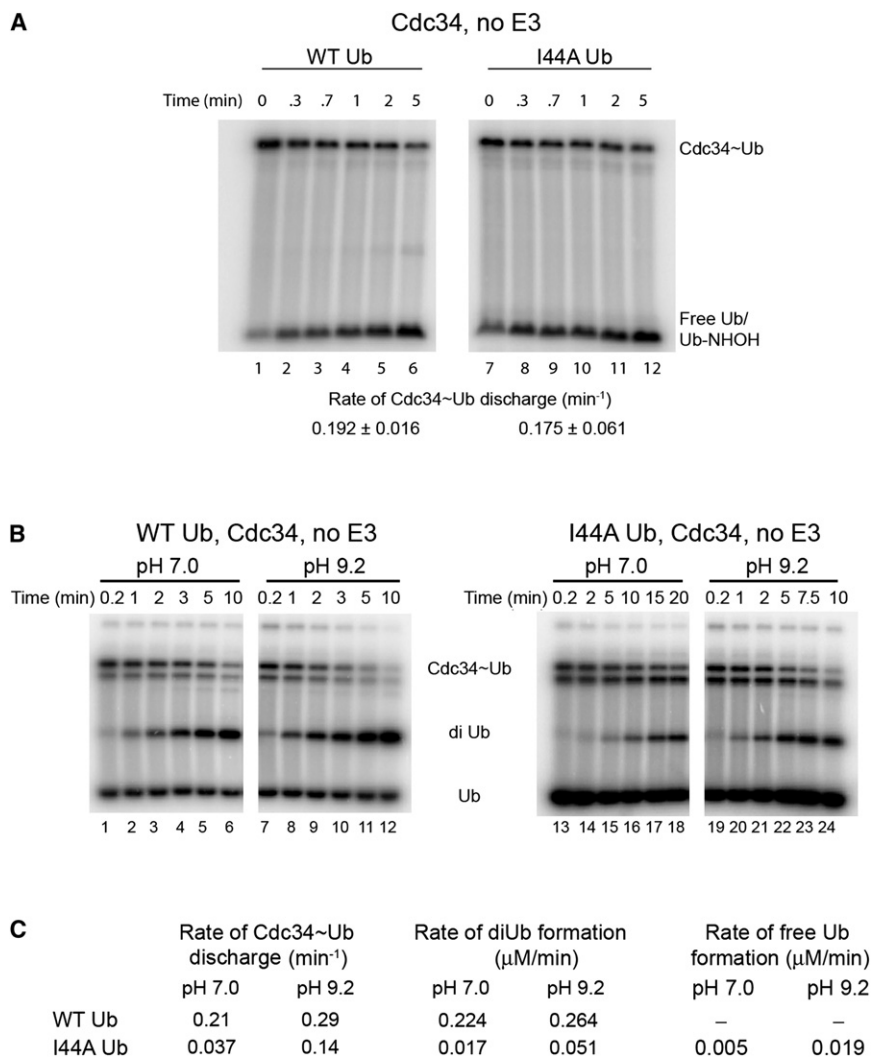 A
Cdc34, no E3
WT Ub
I44A Ub
Time (min) 0 .3 .7 1 2 5 0 .3 .7 1 2 5
Cdc34~Ub
Free Ub/
Ub-NHOH
1 2 3 4 5 6 7 8 9 10 11 12
Rate of Cdc34~Ub discharge (min⁻¹)
0.192 ± 0.016 0.175 ± 0.061
B
WT Ub, Cdc34, no E3 I44A Ub, Cdc34, no E3
pH 7.0 pH 9.2 pH 7.0 pH 9.2
Time (min) 0.2 1 2 3 5 10 0.2 1 2 3 5 10 Time (min) 0.2 2 5 10 15 20 0.2 1 2 5 7.5 10
Cdc34~Ub
di Ub
Ub
1 2 3 4 5 6 7 8 9 10 11 12 13 14 15 16 17 18 19 20 21 22 23 24
C
Rate of Cdc34~Ub Rate of diUb formation Rate of free Ub
discharge (min⁻¹) (µM/min) formation (µM/min)
pH 7.0 pH 9.2 pH 7.0 pH 9.2 pH 7.0 pH 9.2
WT Ub 0.21 0.29 0.224 0.264 – –
I44A Ub 0.037 0.14 0.017 0.051 0.005 0.019